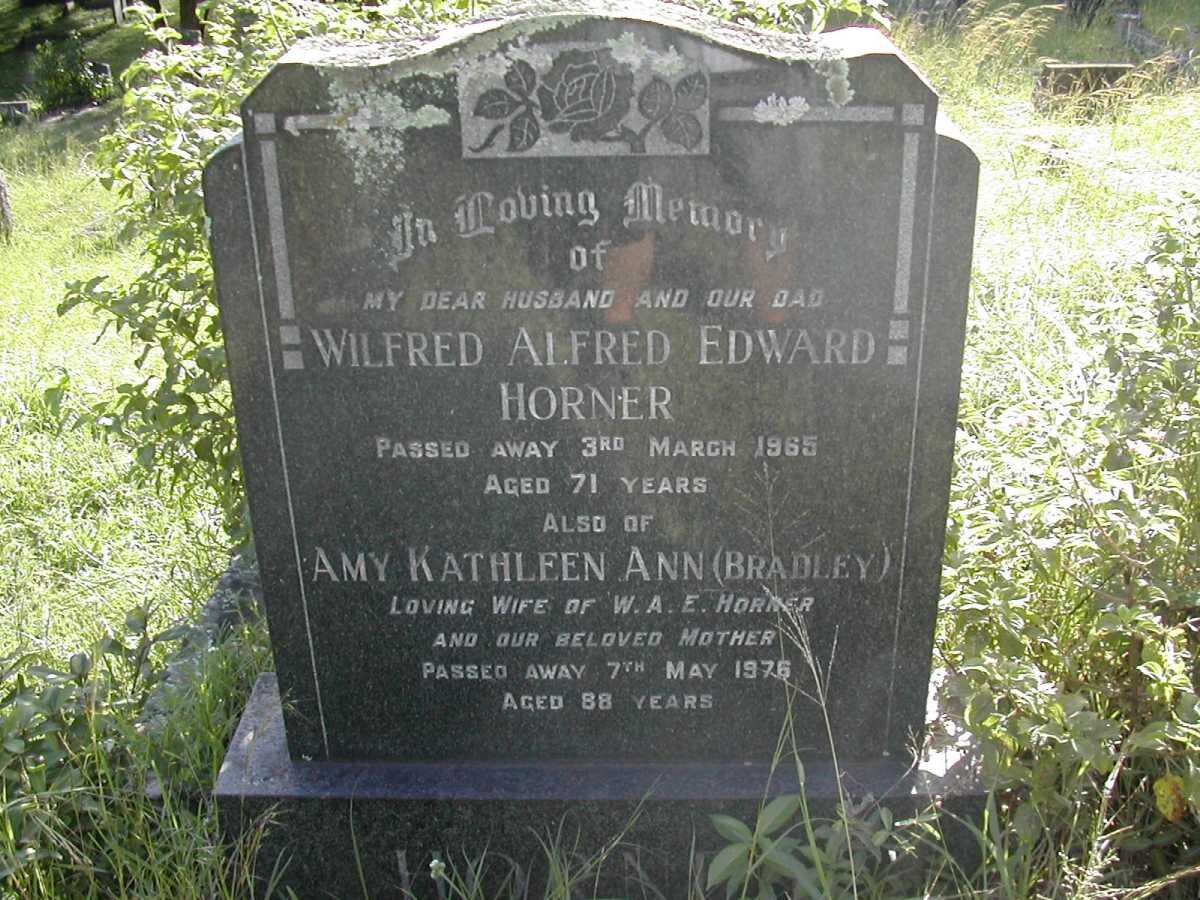 In Loving Memory
of
MY DEAR HUSBAND AND OUR DAD
WILFRED ALFRED EDWARD
HORNER
PASSED AWAY 3RD MARCH 1965
AGED 71 YEARS
ALSO OF
AMY KATHLEEN ANN (BRADLEY)
LOVING WIFE OF W. A. E. HORNER
AND OUR BELOVED MOTHER
PASSED AWAY 7TH MAY 1976
AGED 88 YEARS